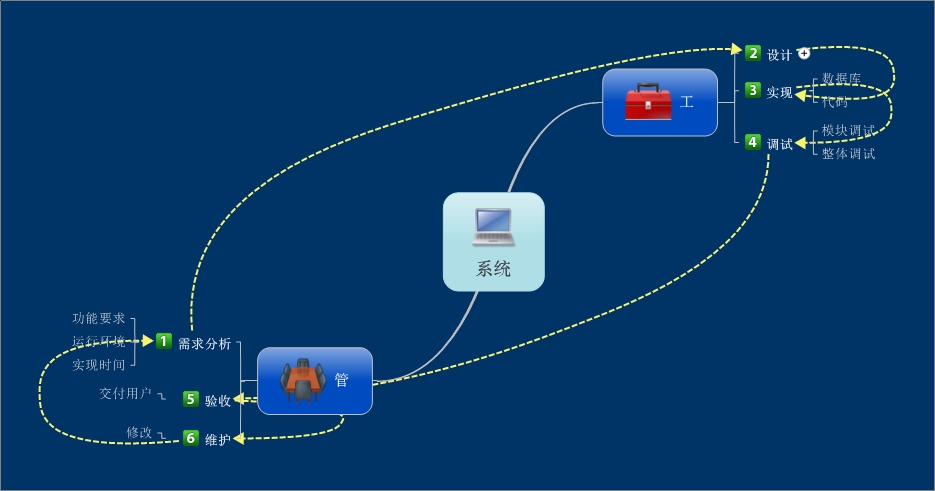 2 设计
工
3 实现
数据库
代码
4 调试
模块调试
整体调试
系统
管
1 需求分析
功能要求
运行环境
实现时间
5 验收
交付用户
6 维护
修改